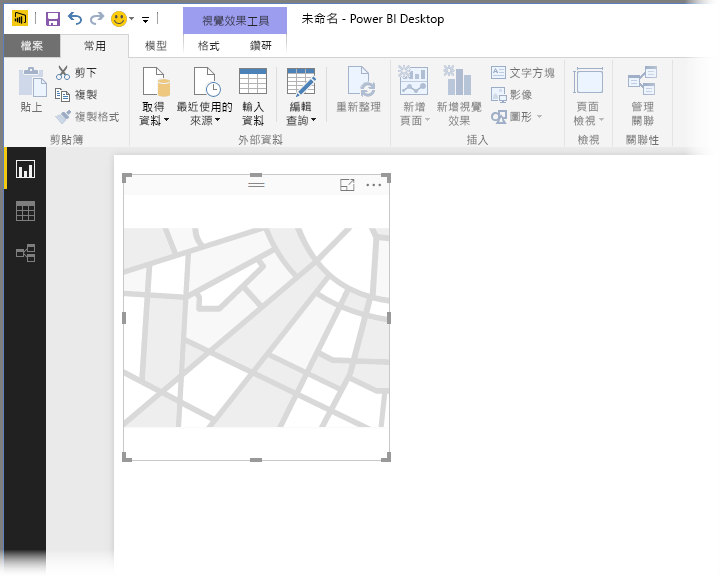 視覺效果工具
未命名 - Power BI Desktop
檔案
常用
模型
格式
鑽研
貼上
剪下
複製
複製格式
剪貼簿
取得
資料
最近使用的
來源
輸入
資料
編輯
查詢
外部資料
重新整理
新增
頁面
新增視覺
效果
文字方塊
影像
圖形
插入
頁面
檢視
檢視
管理
關聯
關聯性